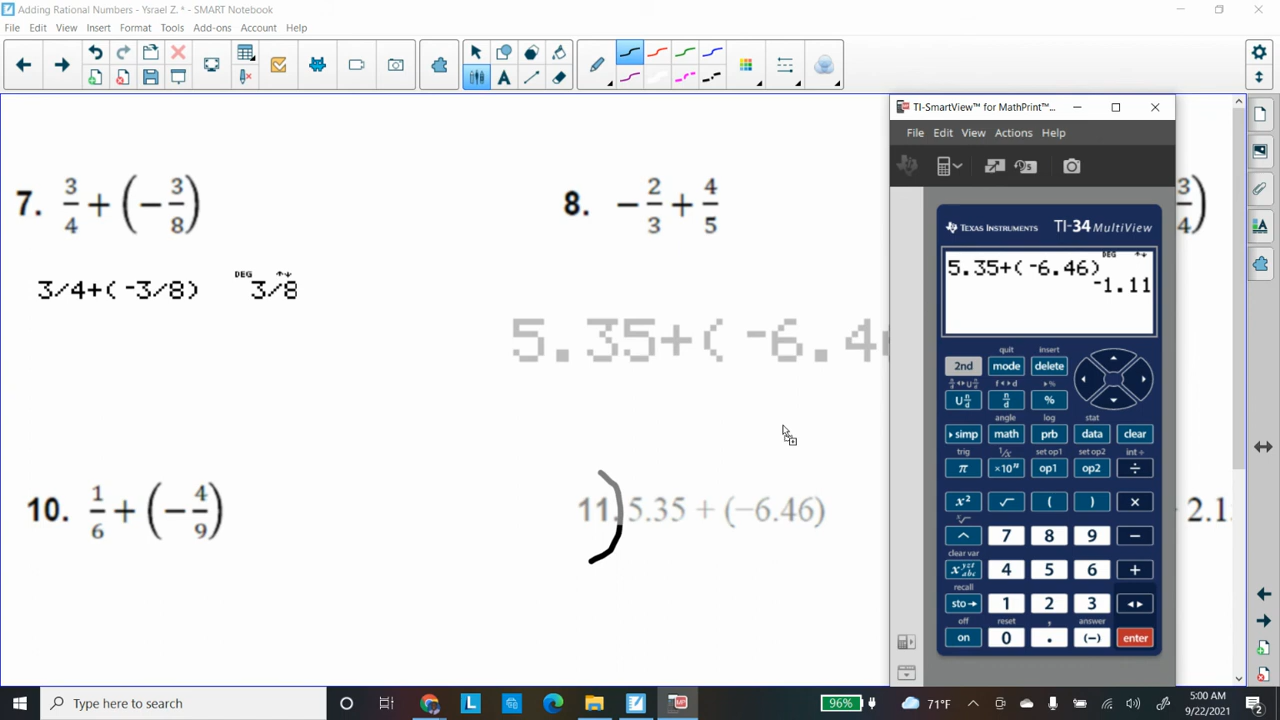 Adding Rational Numbers - Ysrael Z. * - SMART Notebook
File Edit View Insert Format Tools Add-ons Account Help
7. 3/4 + (−3/8)
8. −2/3 + 4/5
3/4)
3/4+(-3/8) DEG 3/8
5.35+(-6.46
10. 1/6 + (−4/9)
11. 5.35 + (−6.46)
2.1
TI-SmartView™ for MathPrint™...
File Edit View Actions Help
TEXAS INSTRUMENTS TI-34 MultiView
DEG
5.35+(-6.46)
-1.11
quit insert
2nd mode delete
n/d ◄► U n/d f◄►d ►%
U n/d n/d %
angle log stat
►simp math prb data clear
trig 1/x set op1 set op2 int÷
π ×10ⁿ op1 op2 ÷
x² √ ( ) ×
ˣ√
^ 7 8 9 −
clear var
x yzt abc 4 5 6 +
recall
sto→ 1 2 3 ◄►
off reset , answer
on 0 . (−) enter
Type here to search
L
96%
71°F
5:00 AM
9/22/2021
2